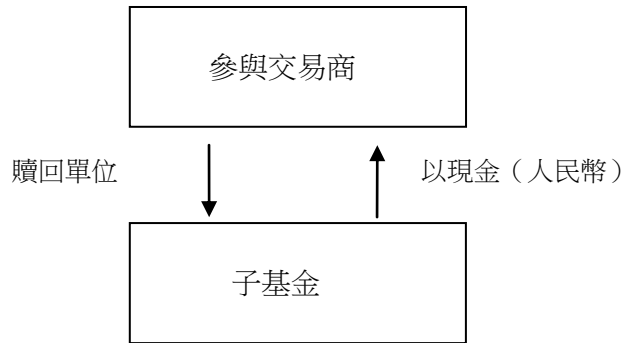 參與交易商
贖回單位
以現金（人民幣）
子基金